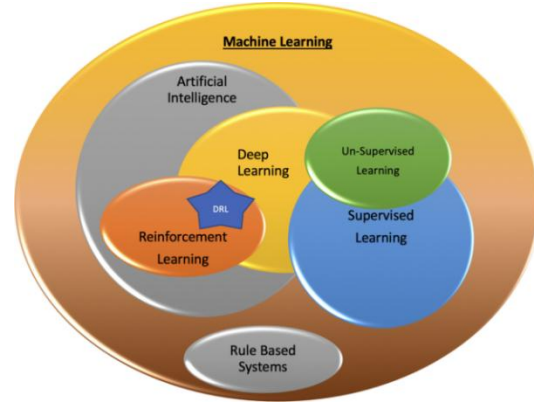 Machine Learning
Artificial
Intelligence
Deep
Learning
Un-Supervised
Learning
DRL
Reinforcement
Learning
Supervised
Learning
Rule Based
Systems